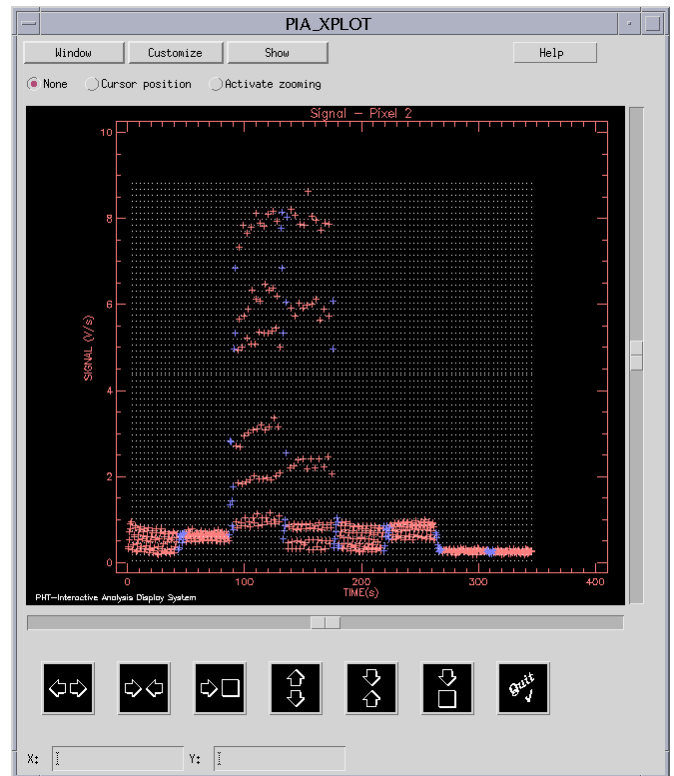 PIA_XPLOT
Window Customize Show Help
None Cursor position Activate zooming
Signal – Pixel 2
10
8
6
4
2
0
SIGNAL (V/s)
0 100 200 300 400
TIME(s)
PHT–Interactive Analysis Display System
Quit
X: Y: